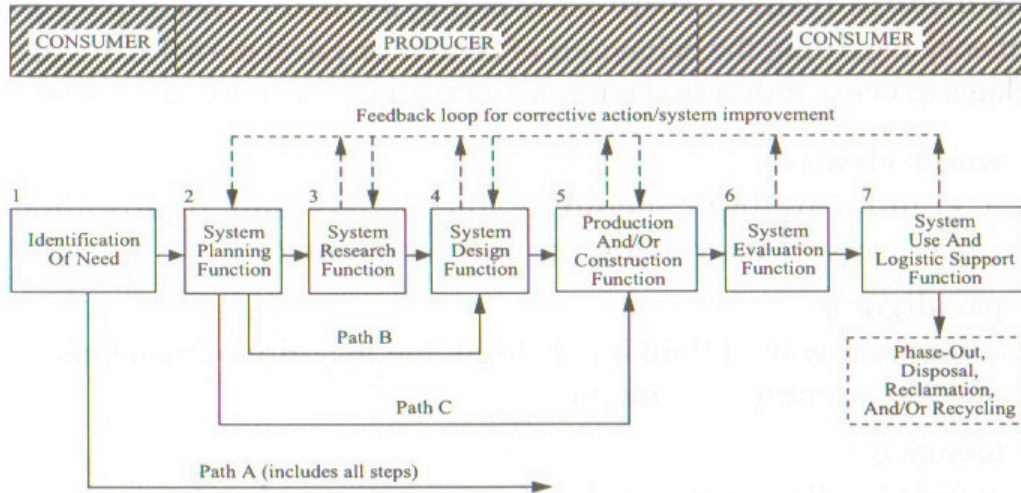 CONSUMER
PRODUCER
CONSUMER
Feedback loop for corrective action/system improvement
1
Identification
Of Need
2
System
Planning
Function
3
System
Research
Function
4
System
Design
Function
5
Production
And/Or
Construction
Function
6
System
Evaluation
Function
7
System
Use And
Logistic Support
Function
Path B
Path C
Phase-Out,
Disposal,
Reclamation,
And/Or Recycling
Path A (includes all steps)